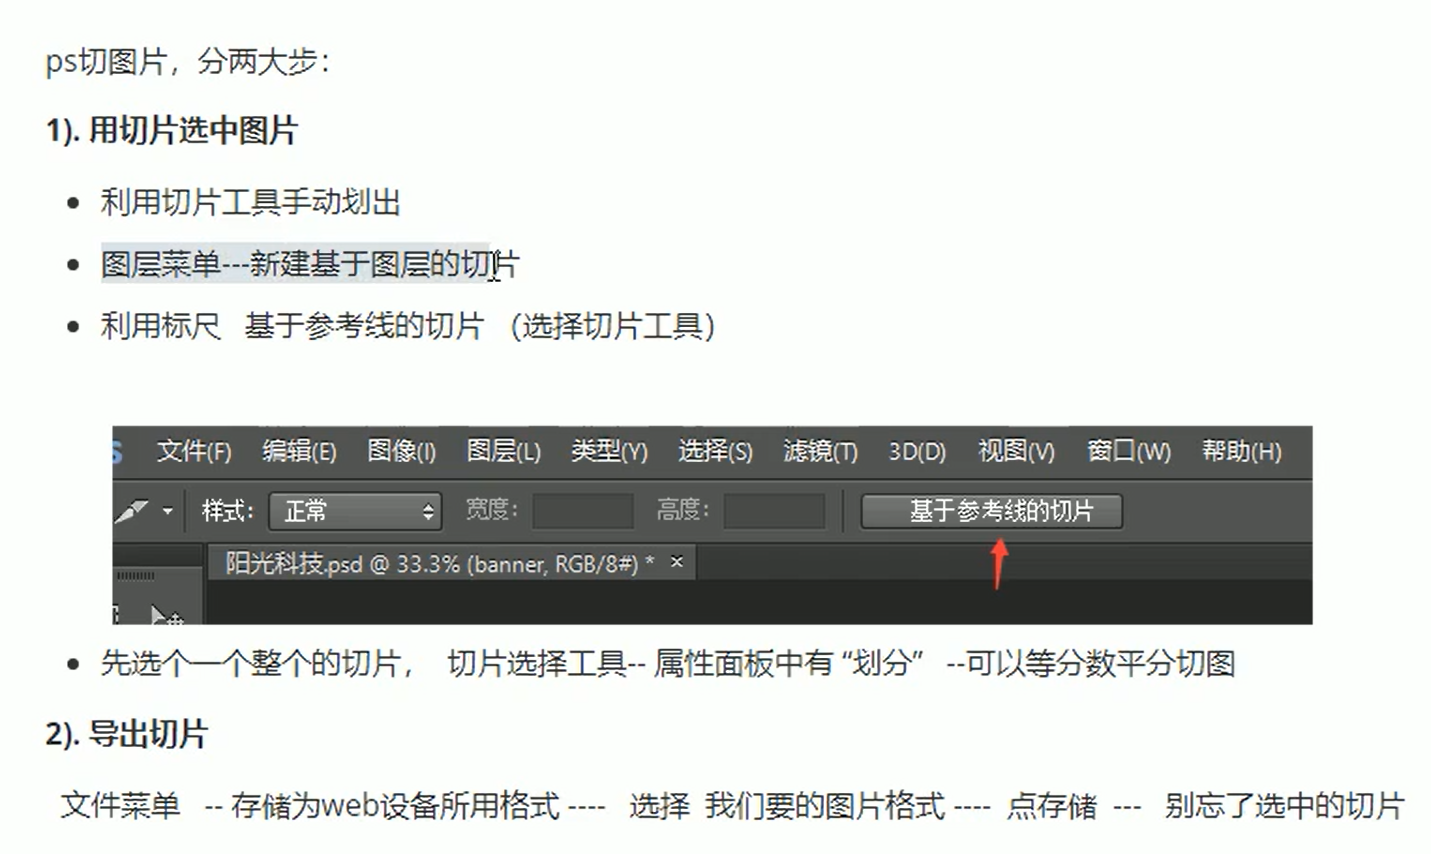 ps切图片，分两大步：
1). 用切片选中图片
利用切片工具手动划出
图层菜单---新建基于图层的切片
利用标尺 基于参考线的切片 （选择切片工具）
文件(F) 编辑(E) 图像(I) 图层(L) 类型(Y) 选择(S) 滤镜(T) 3D(D) 视图(V) 窗口(W) 帮助(H)
样式： 正常 宽度： 高度： 基于参考线的切片
阳光科技.psd @ 33.3% (banner, RGB/8#) * ×
先选个一个整个的切片， 切片选择工具-- 属性面板中有 “划分” --可以等分数平分切图
2). 导出切片
文件菜单 -- 存储为web设备所用格式 ---- 选择 我们要的图片格式 ---- 点存储 --- 别忘了选中的切片